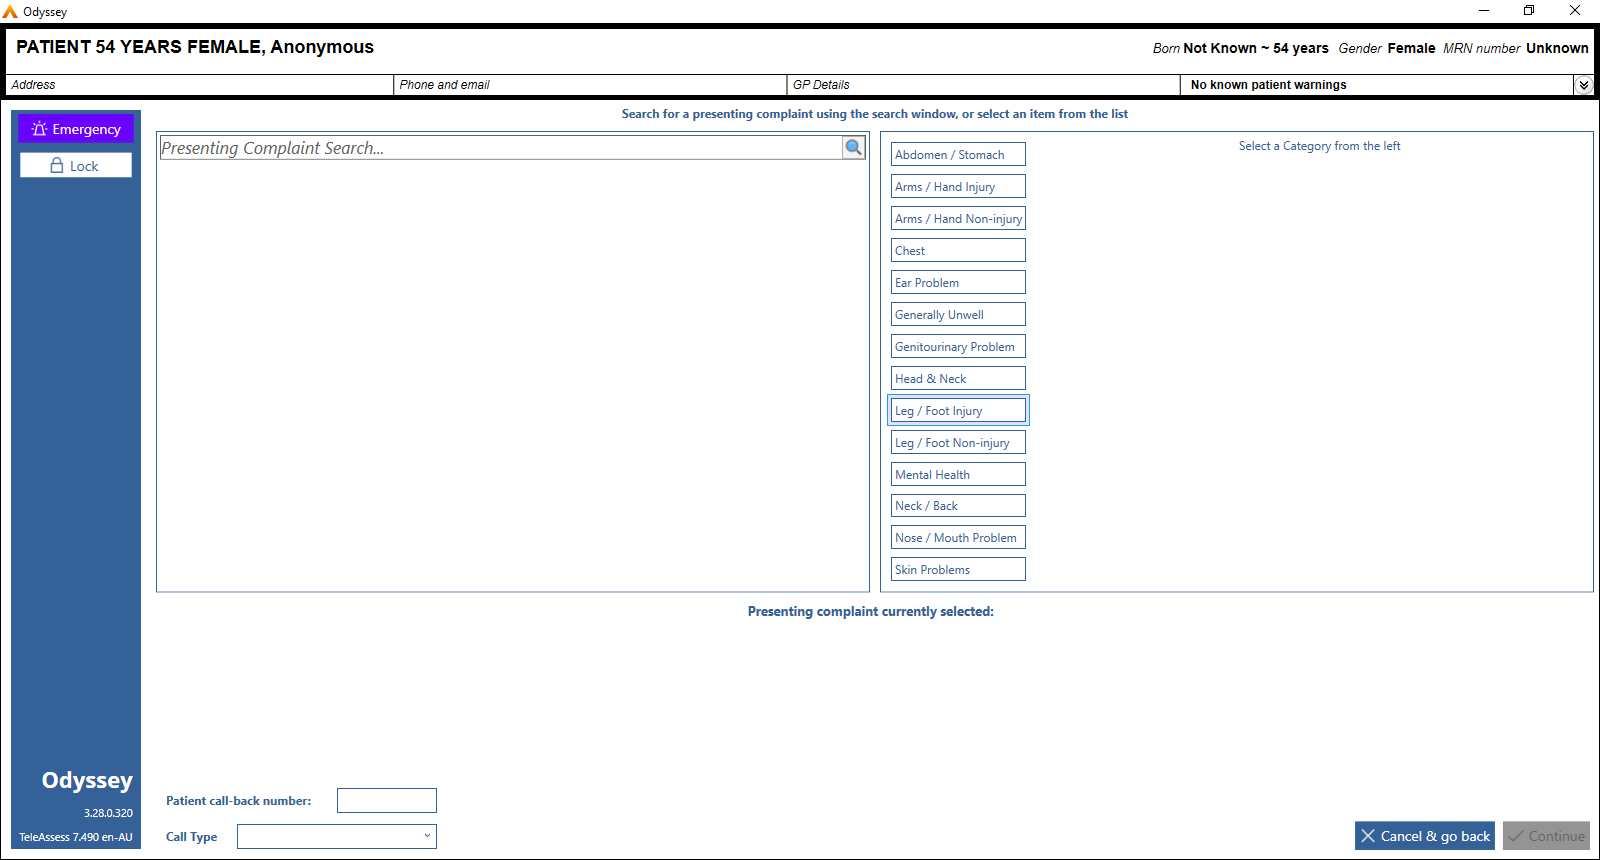 Odyssey
PATIENT 54 YEARS FEMALE, Anonymous
Born Not Known ~ 54 years Gender Female MRN number Unknown
Address
Phone and email
GP Details
No known patient warnings
Emergency
Lock
Search for a presenting complaint using the search window, or select an item from the list
Presenting Complaint Search...
Abdomen / Stomach
Arms / Hand Injury
Arms / Hand Non-injury
Chest
Ear Problem
Generally Unwell
Genitourinary Problem
Head & Neck
Leg / Foot Injury
Leg / Foot Non-injury
Mental Health
Neck / Back
Nose / Mouth Problem
Skin Problems
Select a Category from the left
Presenting complaint currently selected:
Odyssey
3.28.0.320
TeleAssess 7.490 en-AU
Patient call-back number:
Call Type
Cancel & go back
Continue